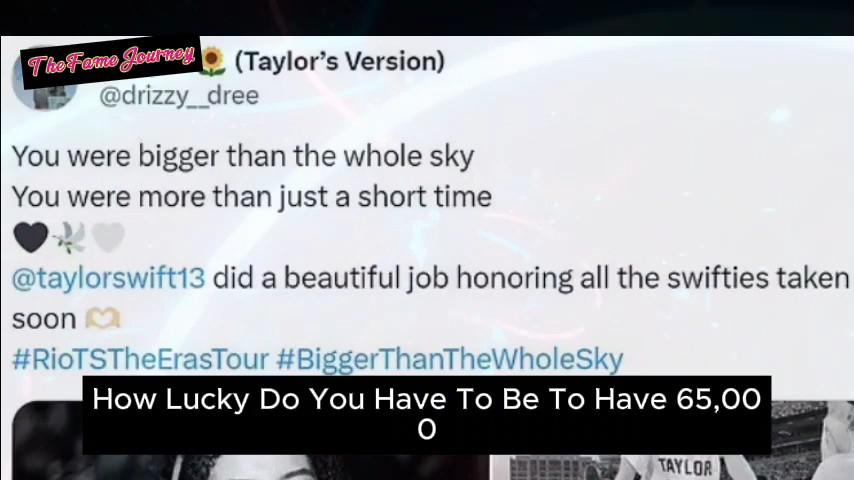 TheFame Journey
🌻 (Taylor’s Version)
@drizzy__dree
You were bigger than the whole sky
You were more than just a short time
🖤🕊️🤍
@taylorswift13 did a beautiful job honoring all the swifties taken
soon 🫶🏼
#RioTSTheErasTour #BiggerThanTheWholeSky
How Lucky Do You Have To Be To Have 65,00
0
TAYLOR